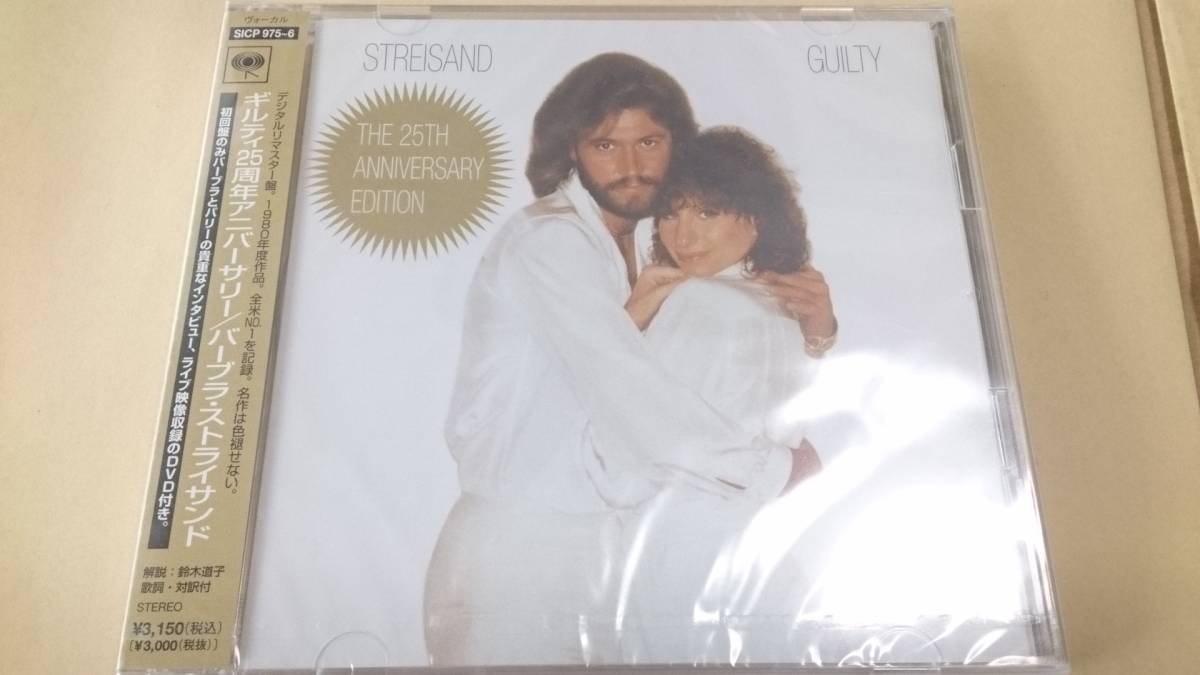 ヴォーカル
SICP 975~6
デジタルリマスター盤。1980年度作品。全米NO.1を記録。名作は色褪せない。
ギルティ25周年アニバーサリー/バーブラ・ストライサンド
初回盤のみバーブラとバリーの貴重なインタビュー、ライブ映像収録のDVD付き。
解説：鈴木道子
歌詞・対訳付
STEREO
¥3,150(税込)
(¥3,000(税抜))
STREISAND
GUILTY
THE 25TH
ANNIVERSARY
EDITION